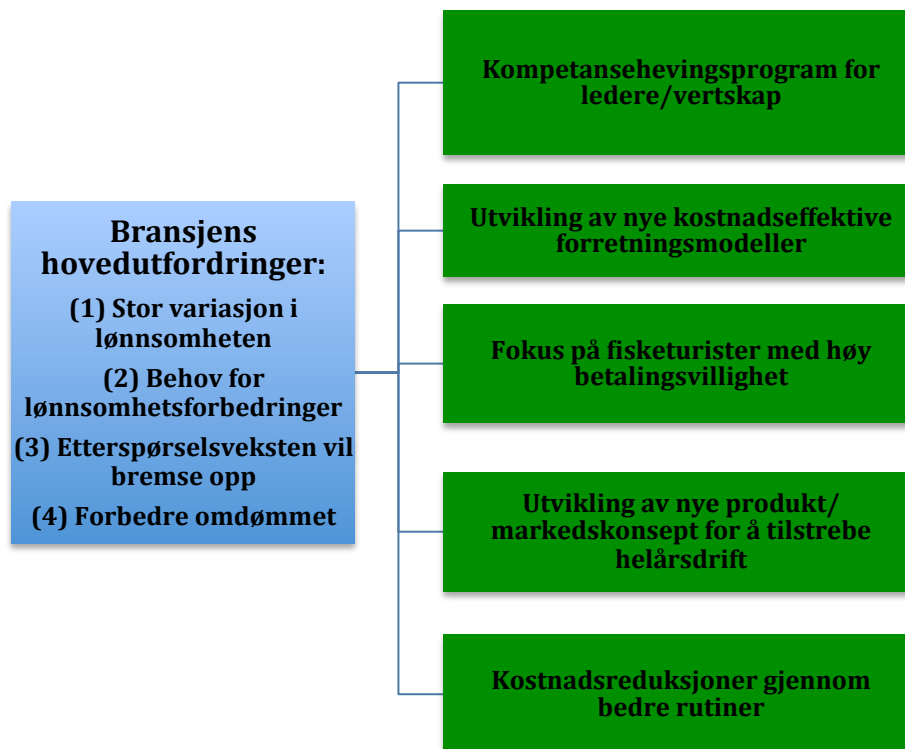 Bransjens
hovedutfordringer:
(1) Stor variasjon i
lønnsomheten
(2) Behov for
lønnsomhetsforbedringer
(3) Etterspørselsveksten vil
bremse opp
(4) Forbedre omdømmet
Kompetansehevingsprogram for
ledere/vertskap
Utvikling av nye kostnadseffektive
forretningsmodeller
Fokus på fisketurister med høy
betalingsvillighet
Utvikling av nye produkt/
markedskonsept for å tilstrebe
helårsdrift
Kostnadsreduksjoner gjennom
bedre rutiner